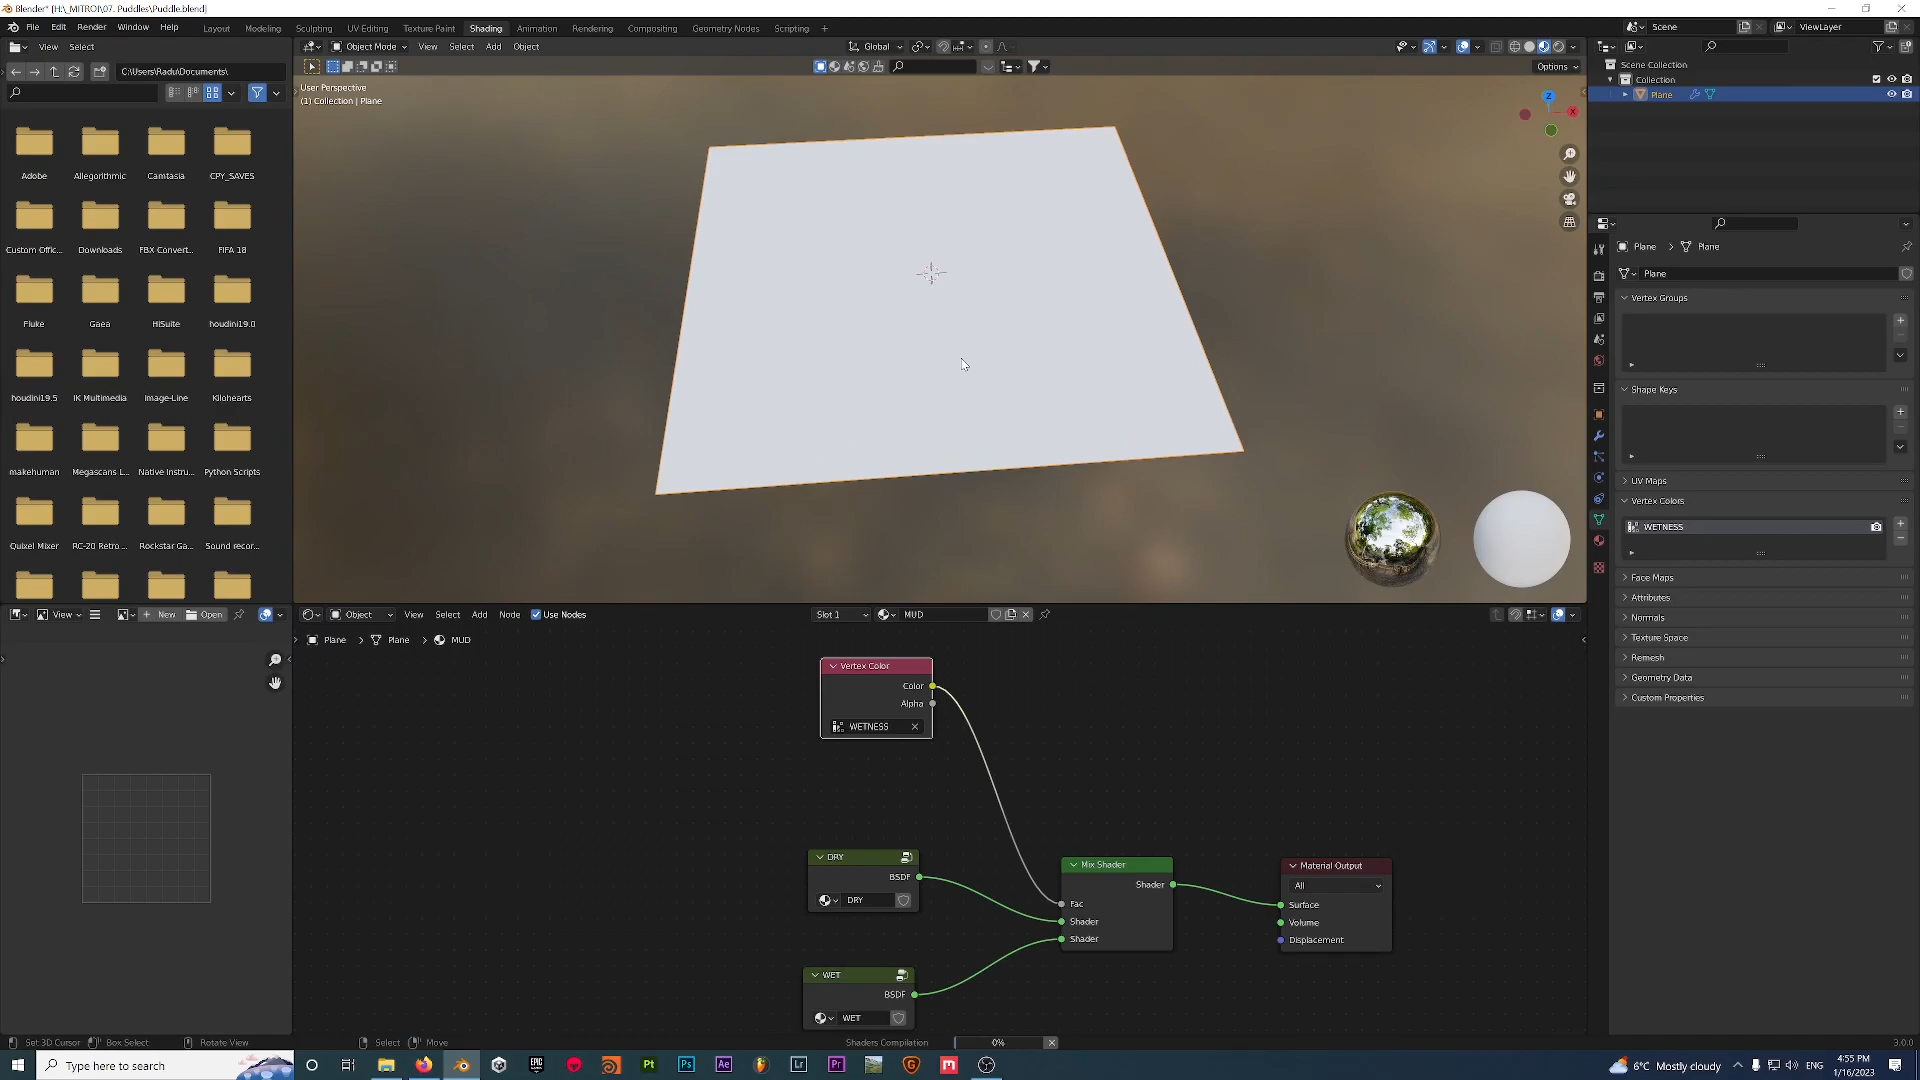 Blender* [H:\_MITROI\07. Puddles\Puddle.blend]
File Edit Render Window Help Layout Modeling Sculpting UV Editing Texture Paint Shading Animation Rendering Compositing Geometry Nodes Scripting + Scene ViewLayer
View Select Object Mode View Select Add Object Global
C:\Users\Radu\Documents\ Options
User Perspective
(1) Collection | Plane
Scene Collection
Collection
Plane
Z
X
Adobe Allegorithmic Camtasia CPY_SAVES
Custom Offic... Downloads FBX Convert... FIFA 18
Fluke Gaea HiSuite houdini19.0
houdini19.5 IK Multimedia Image-Line Kilohearts
makehuman Megascans L... Native Instru... Python Scripts
Quixel Mixer RC-20 Retro ... Rockstar Ga... Sound recor...
Plane > Plane
Plane
Vertex Groups
Shape Keys
UV Maps
Vertex Colors
WETNESS
Face Maps
Attributes
Normals
Texture Space
Remesh
Geometry Data
Custom Properties
View New Open Object View Select Add Node Use Nodes Slot 1 MUD
Plane > Plane > MUD
Vertex Color
Color
Alpha
WETNESS
DRY
BSDF
DRY
WET
BSDF
WET
Mix Shader
Shader
Fac
Shader
Shader
Material Output
All
Surface
Volume
Displacement
Set 3D Cursor Box Select Rotate View Select Move Shaders Compilation 0% 3.0.0
Type here to search Pt Ps Ae Lr Pr 6°C Mostly cloudy ENG 4:55 PM
1/16/2023